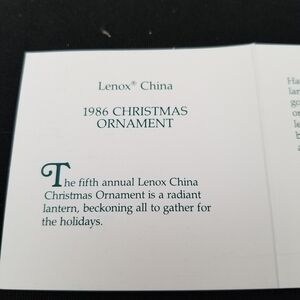 Lenox® China
1986 CHRISTMAS
ORNAMENT
The fifth annual Lenox China
Christmas Ornament is a radiant
lantern, beckoning all to gather for
the holidays.